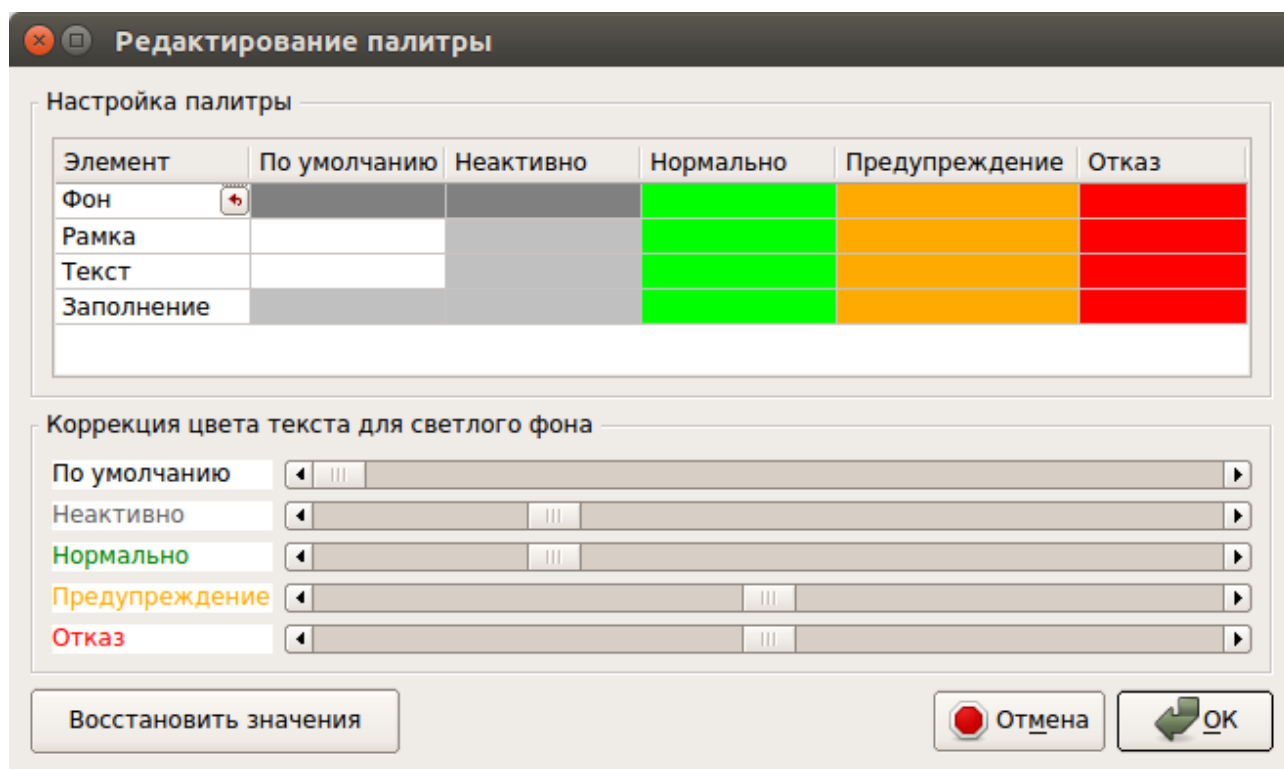 Редактирование палитры
Настройка палитры
Элемент По умолчанию Неактивно Нормально Предупреждение Отказ
Фон
Рамка
Текст
Заполнение
Коррекция цвета текста для светлого фона
По умолчанию
Неактивно
Нормально
Предупреждение
Отказ
Восстановить значения Отмена OK